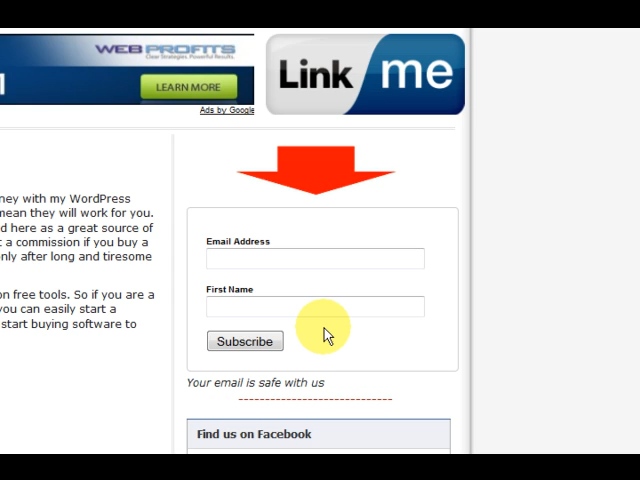 WEB PROFITS
Clear Strategies. Powerful Results.
LEARN MORE
Ads by Google
Link me
ney with my WordPress
mean they will work for you.
d here as a great source of
t a commission if you buy a
only after long and tiresome
on free tools. So if you are a
you can easily start a
start buying software to
Email Address
First Name
Subscribe
Your email is safe with us
Find us on Facebook